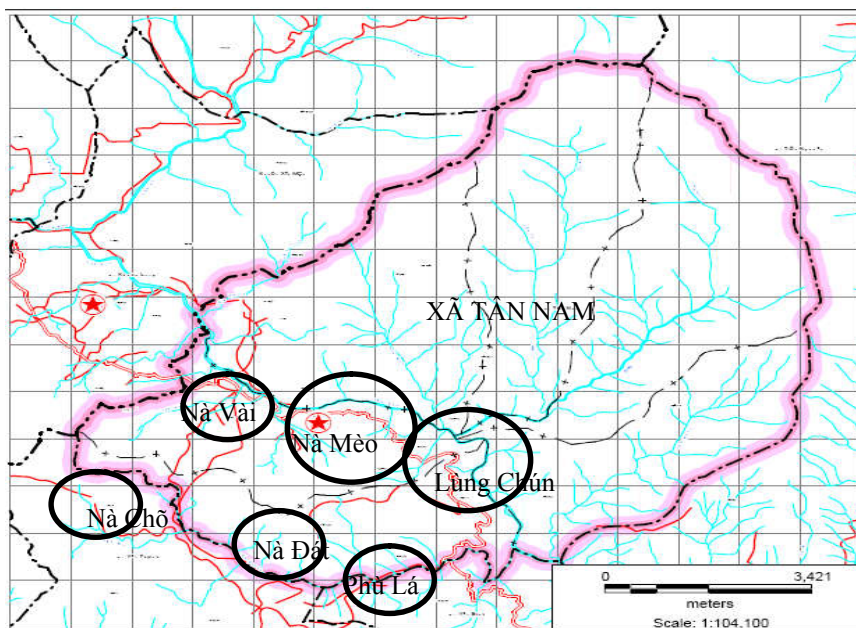 XÃ TÂN NAM
Nà Vài
Nà Mèo
Lùng Chún
Nà Chõ
Nà Đát
Phù Lá
0 3,421
meters
Scale: 1:104,100